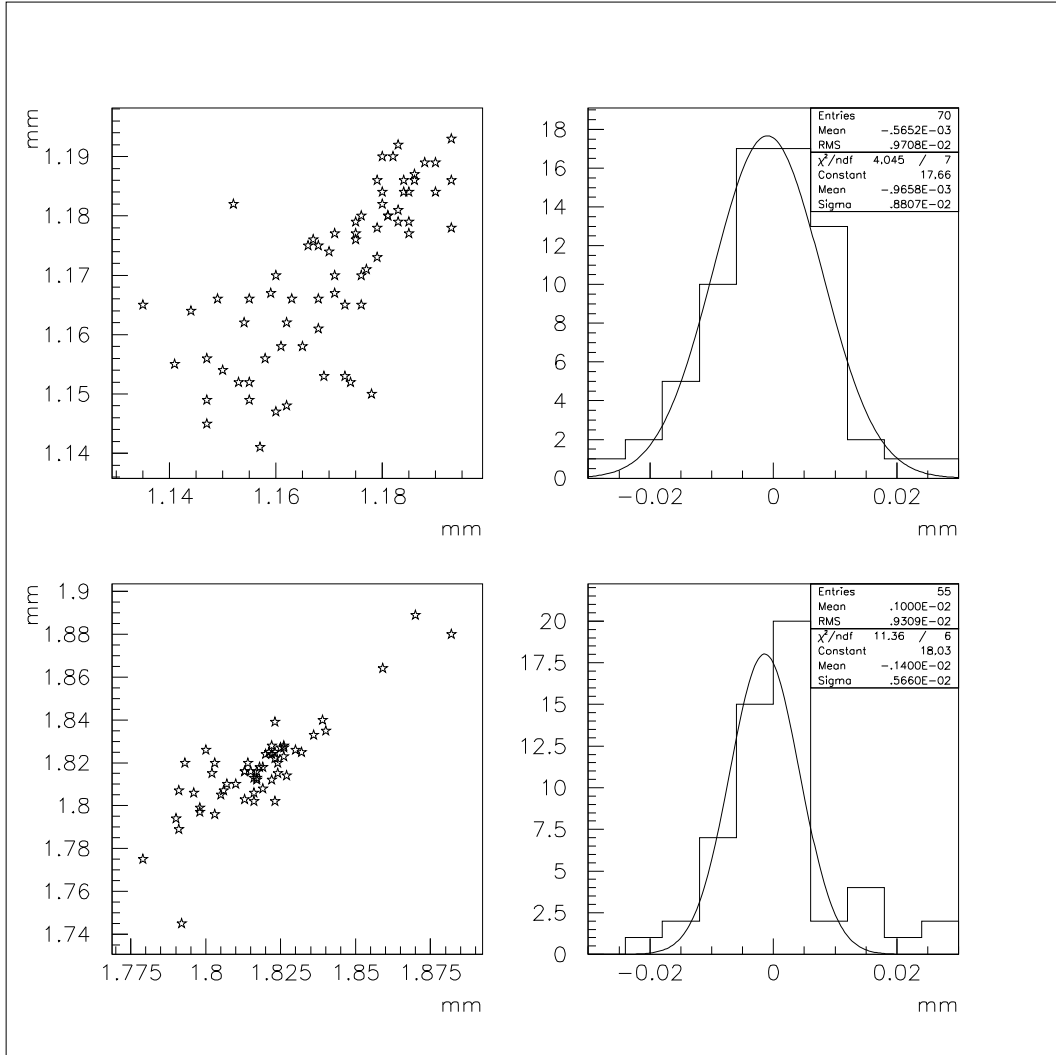 mm
1.19
1.18
1.17
1.16
1.15
1.14
1.14 1.16 1.18
mm
18
16
14
12
10
8
6
4
2
0
-0.02 0 0.02
mm
Entries 70
Mean -.5652E-03
RMS .9708E-02
χ²/ndf 4.045 / 7
Constant 17.66
Mean -.9658E-03
Sigma .8807E-02
mm
1.9
1.88
1.86
1.84
1.82
1.8
1.78
1.76
1.74
1.775 1.8 1.825 1.85 1.875
mm
20
17.5
15
12.5
10
7.5
5
2.5
0
-0.02 0 0.02
mm
Entries 55
Mean .1000E-02
RMS .9309E-02
χ²/ndf 11.36 / 6
Constant 18.03
Mean -.1400E-02
Sigma .5660E-02